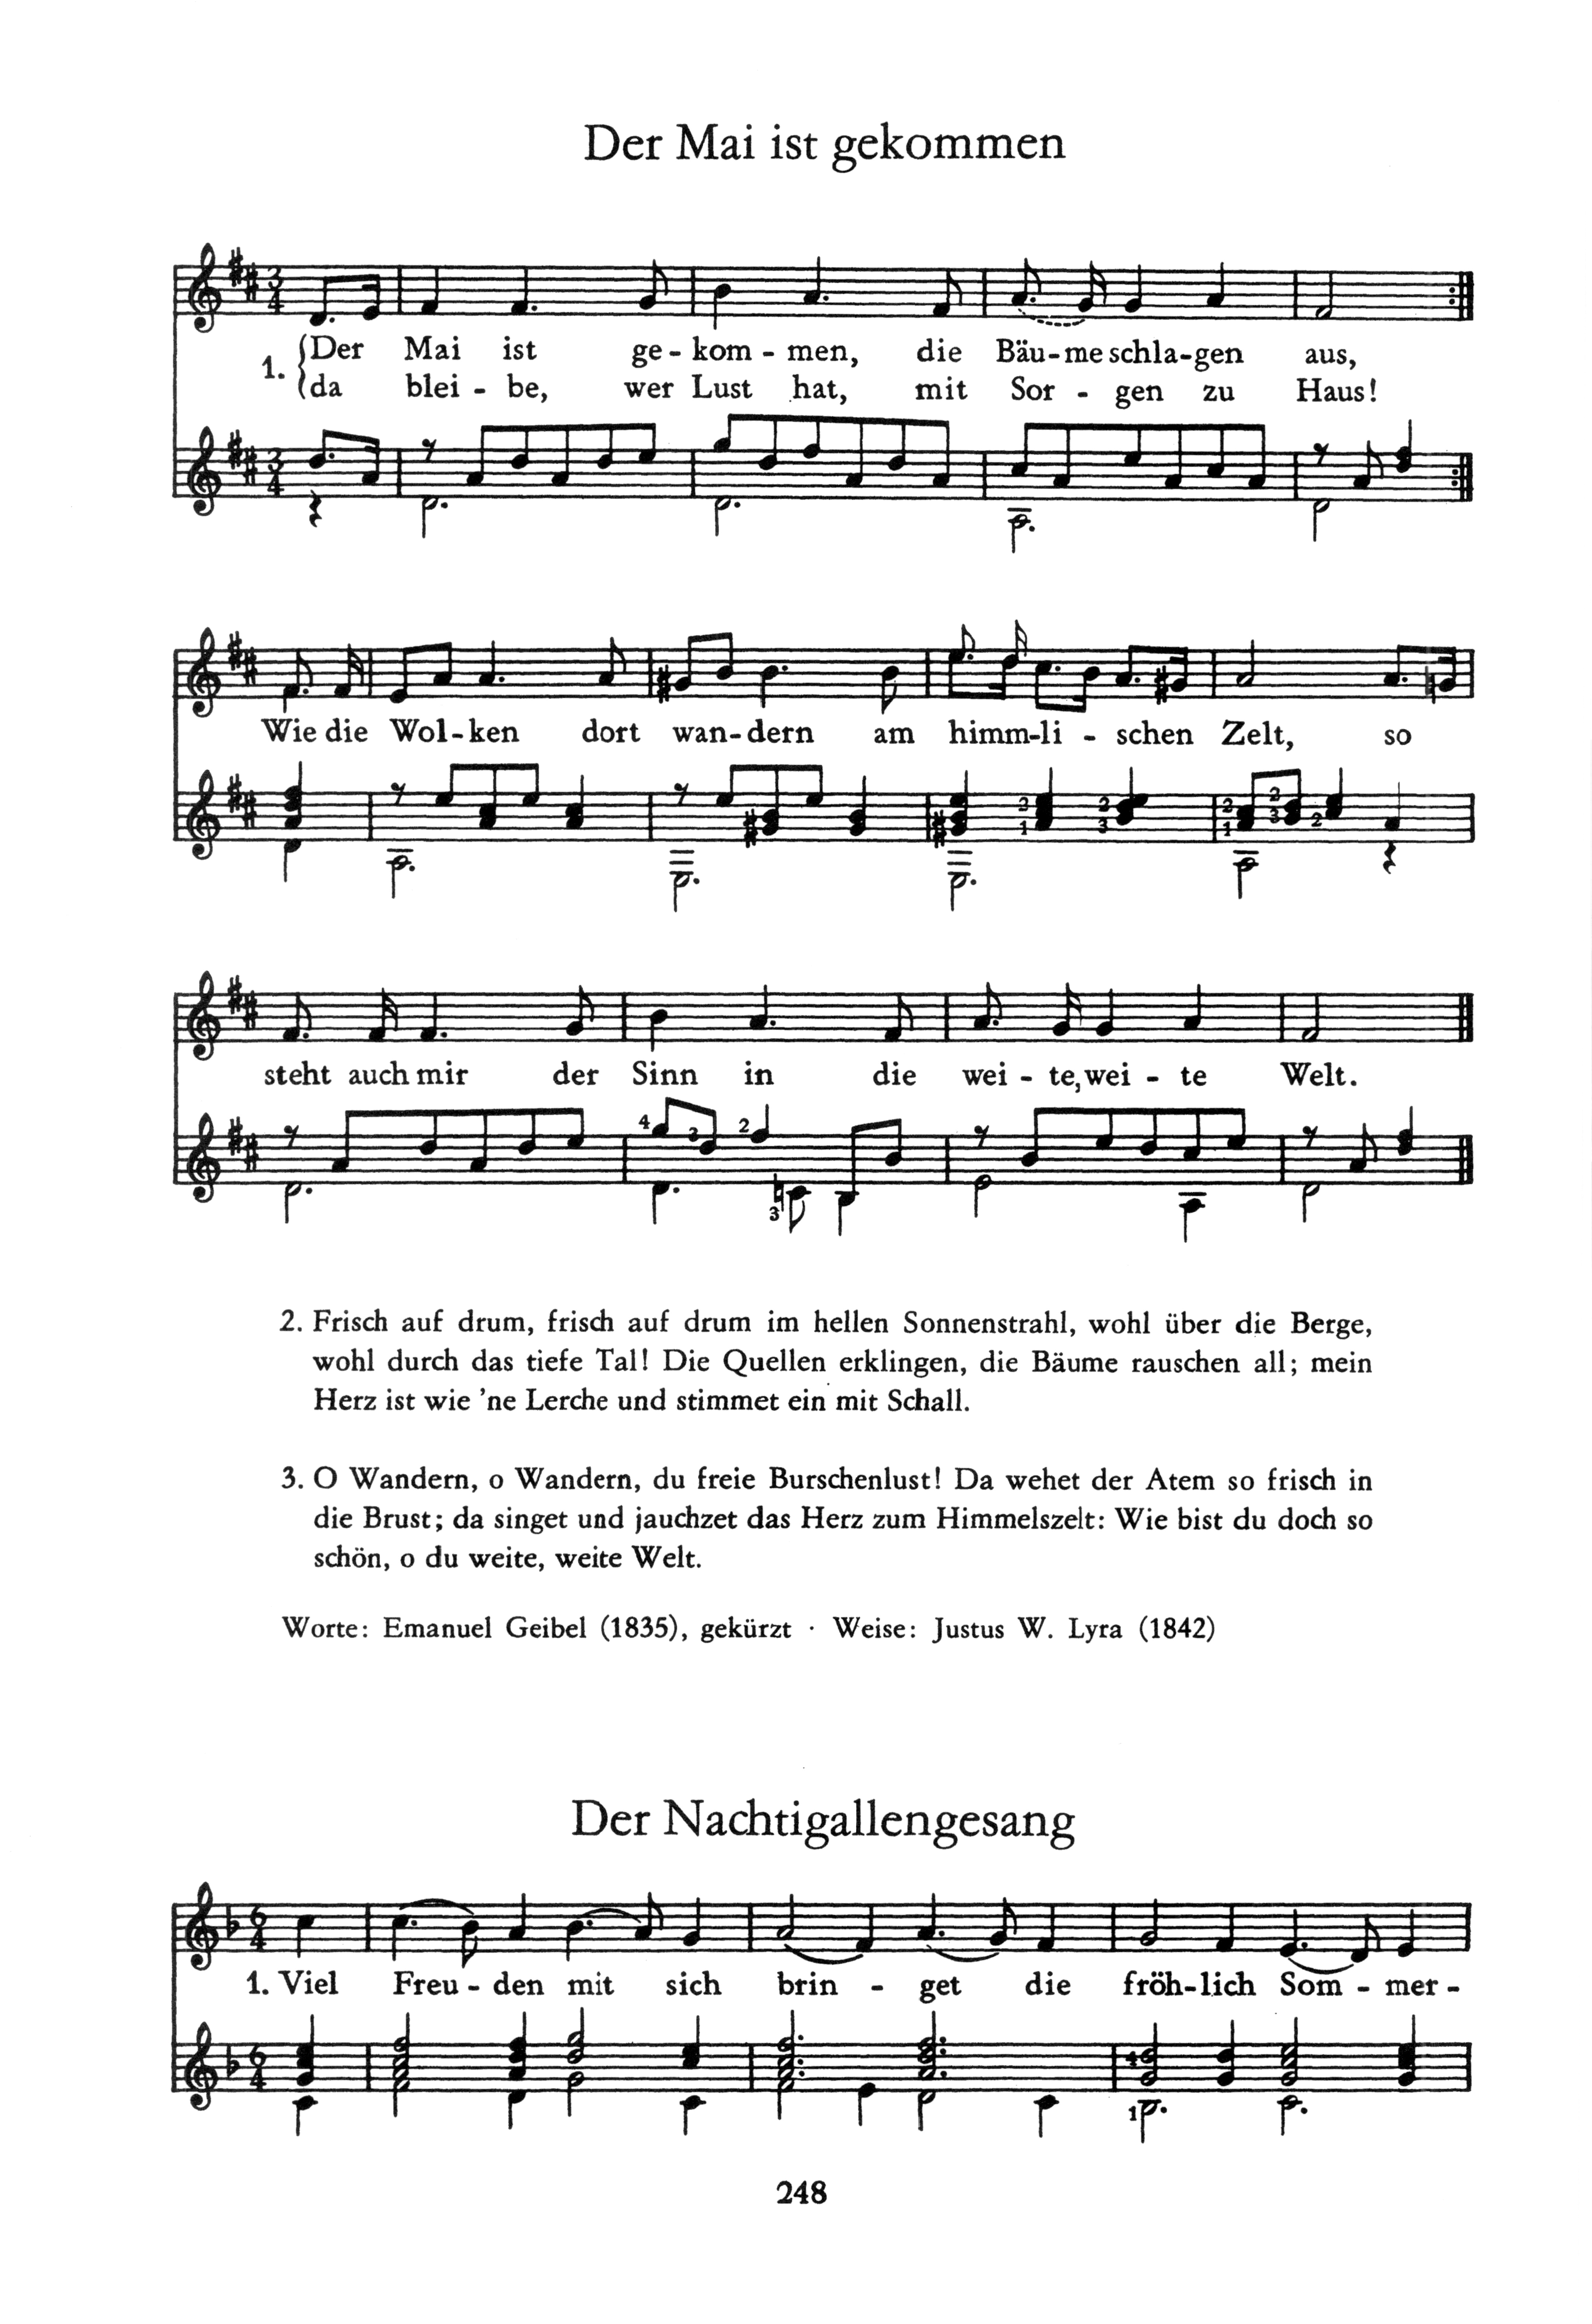 Der Mai ist gekommen
1. Der Mai ist ge-kom-men, die Bäu-me schla-gen aus,
da blei-be, wer Lust hat, mit Sor-gen zu Haus!
Wie die Wol-ken dort wan-dern am himm-li-schen Zelt, so
steht auch mir der Sinn in die wei-te, wei-te Welt.
2. Frisch auf drum, frisch auf drum im hellen Sonnenstrahl, wohl über die Berge,
wohl durch das tiefe Tal! Die Quellen erklingen, die Bäume rauschen all; mein
Herz ist wie 'ne Lerche und stimmet ein mit Schall.
3. O Wandern, o Wandern, du freie Burschenlust! Da wehet der Atem so frisch in
die Brust; da singet und jauchzet das Herz zum Himmelszelt: Wie bist du doch so
schön, o du weite, weite Welt.
Worte: Emanuel Geibel (1835), gekürzt · Weise: Justus W. Lyra (1842)
Der Nachtigallengesang
1. Viel Freu-den mit sich brin-get die fröh-lich Som-mer-
248